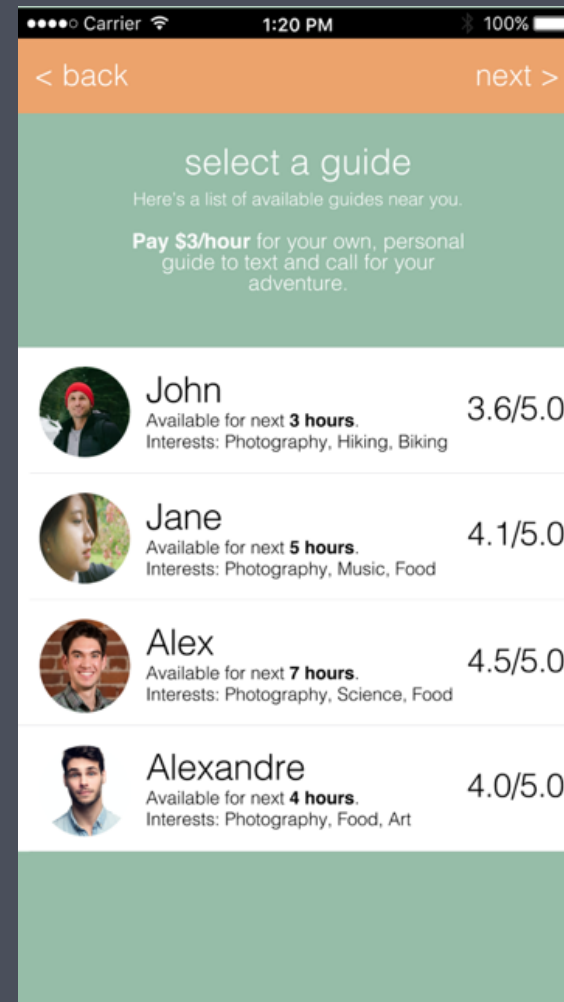 Carrier 1:20 PM 100%
< back next >
select a guide
Here's a list of available guides near you.
Pay $3/hour for your own, personal
guide to text and call for your
adventure.
John
Available for next 3 hours.
Interests: Photography, Hiking, Biking
3.6/5.0
Jane
Available for next 5 hours.
Interests: Photography, Music, Food
4.1/5.0
Alex
Available for next 7 hours.
Interests: Photography, Science, Food
4.5/5.0
Alexandre
Available for next 4 hours.
Interests: Photography, Food, Art
4.0/5.0